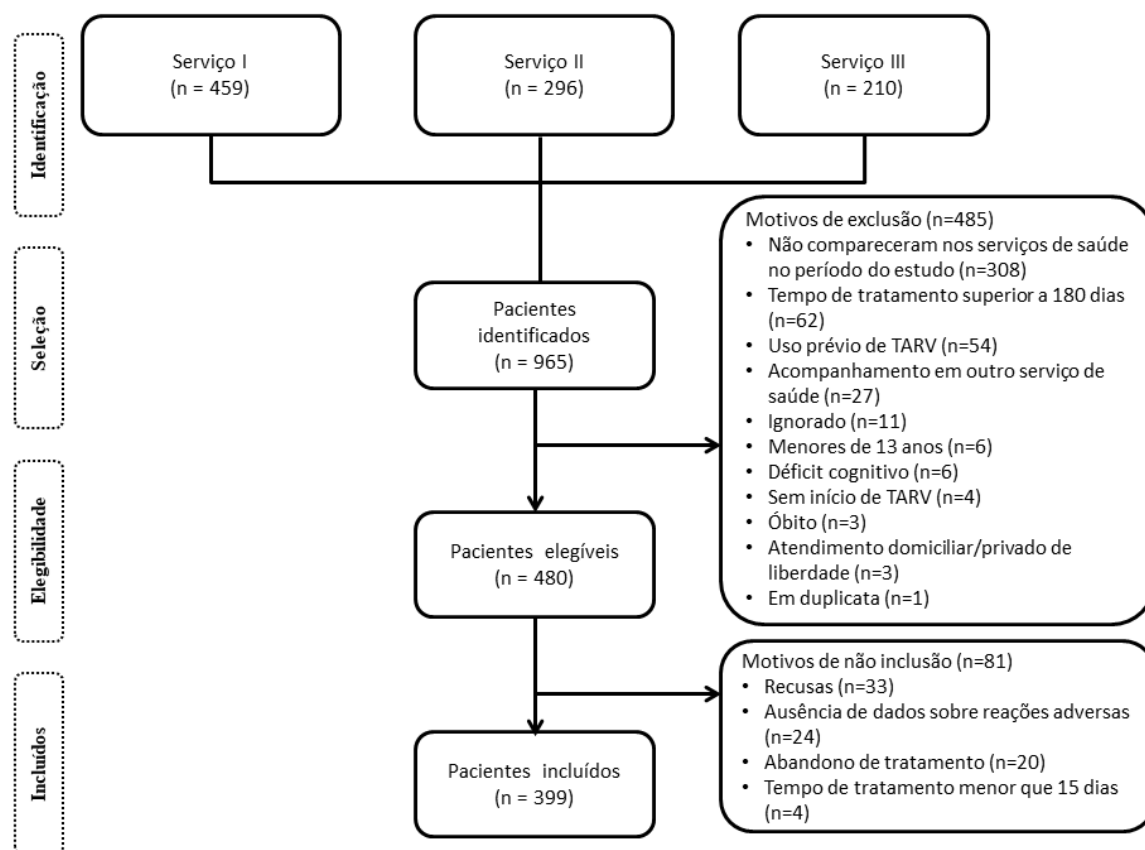 Identificação
Serviço I
(n = 459)
Serviço II
(n = 296)
Serviço III
(n = 210)
Seleção
Pacientes
identificados
(n = 965)
Motivos de exclusão (n=485)
• Não compareceram nos serviços de saúde
no período do estudo (n=308)
• Tempo de tratamento superior a 180 dias
(n=62)
• Uso prévio de TARV (n=54)
• Acompanhamento em outro serviço de
saúde (n=27)
• Ignorado (n=11)
• Menores de 13 anos (n=6)
• Déficit cognitivo (n=6)
• Sem início de TARV (n=4)
• Óbito (n=3)
• Atendimento domiciliar/privado de
liberdade (n=3)
• Em duplicata (n=1)
Elegibilidade
Pacientes elegíveis
(n = 480)
Motivos de não inclusão (n=81)
• Recusas (n=33)
• Ausência de dados sobre reações adversas
(n=24)
• Abandono de tratamento (n=20)
• Tempo de tratamento menor que 15 dias
(n=4)
Incluídos
Pacientes incluídos
(n = 399)